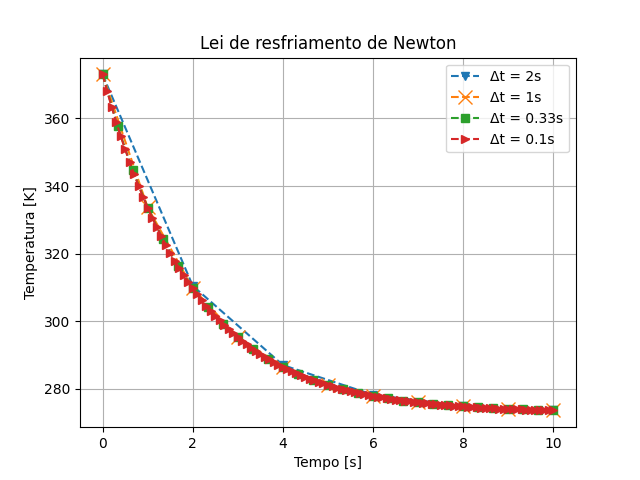 Lei de resfriamento de Newton
Δt = 2s
Δt = 1s
Δt = 0.33s
Δt = 0.1s
360
340
320
300
280
Temperatura [K]
0 2 4 6 8 10
Tempo [s]